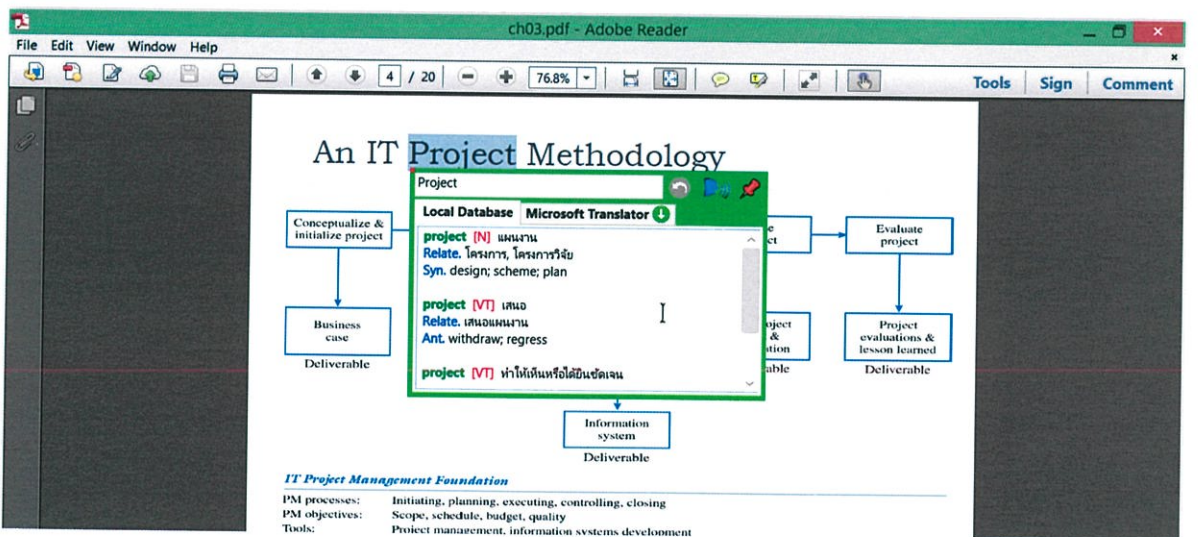 ch03.pdf - Adobe Reader
File Edit View Window Help
4 / 20 76.8% Tools Sign Comment
An IT Project Methodology
Project
Local Database Microsoft Translator
project [N] แผนงาน
Relate. โครงการ, โครงการวิจัย
Syn. design; scheme; plan
project [VT] เสนอ
Relate. เสนอแผนงาน
Ant. withdraw; regress
project [VT] ทำให้เห็นหรือได้ยินชัดเจน
Conceptualize &
initialize project
Evaluate
project
Business
case
Deliverable
&
Project
evaluations &
lesson learned
Deliverable
Information
system
Deliverable
IT Project Management Foundation
PM processes: Initiating, planning, executing, controlling, closing
PM objectives: Scope, schedule, budget, quality
Tools: Project management, information systems development